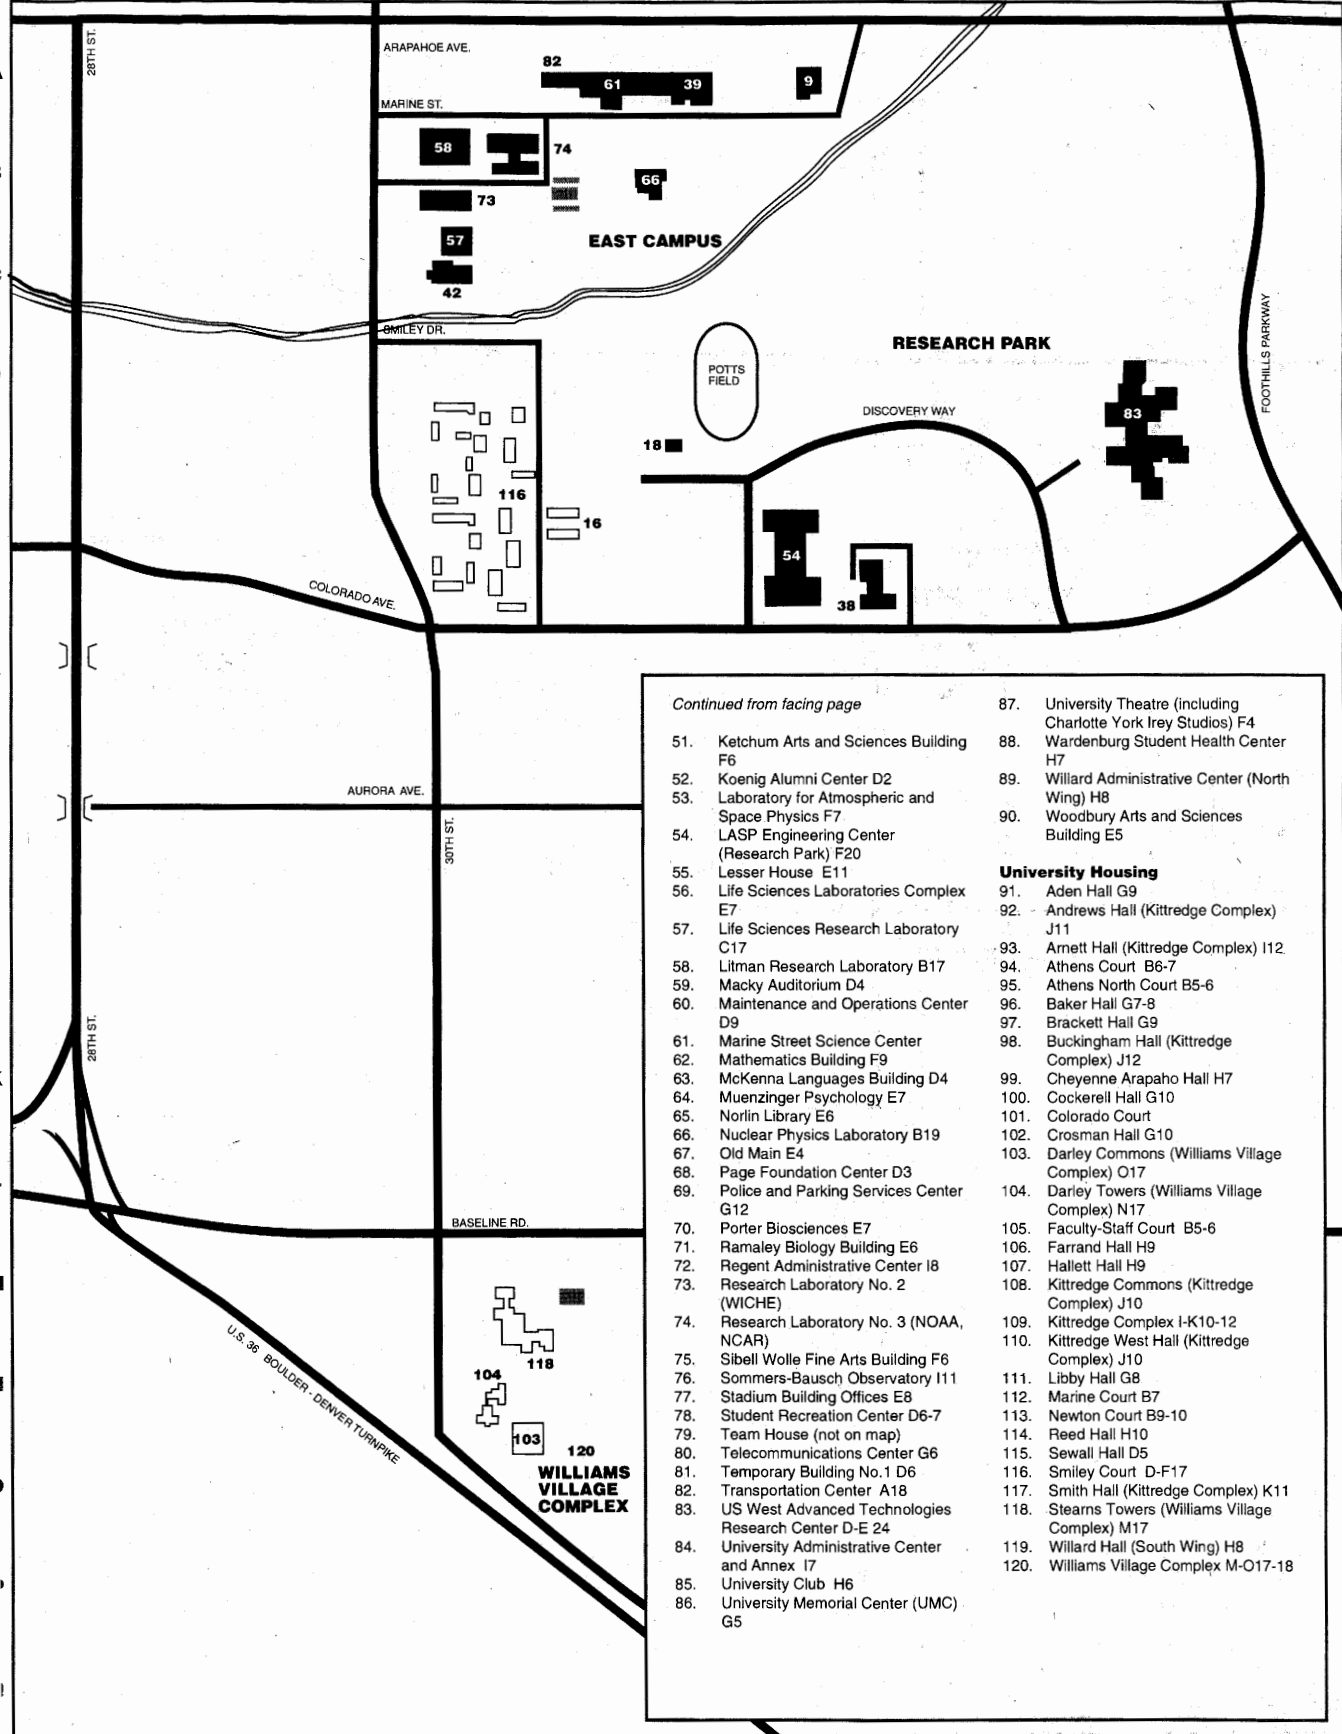 28TH ST.
ARAPAHOE AVE.
82
61
39
9
MARINE ST.
58
74
66
73
57
EAST CAMPUS
42
SMILEY DR.
RESEARCH PARK
FOOTHILLS PARKWAY
POTTS
FIELD
DISCOVERY WAY
83
18
116
16
54
38
COLORADO AVE.
AURORA AVE.
30TH ST.
28TH ST.
BASELINE RD.
U.S. 36 BOULDER - DENVER TURNPIKE
118
104
103
120
WILLIAMS
VILLAGE
COMPLEX
Continued from facing page
51. Ketchum Arts and Sciences Building
F6
52. Koenig Alumni Center D2
53. Laboratory for Atmospheric and
Space Physics F7
54. LASP Engineering Center
(Research Park) F20
55. Lesser House E11
56. Life Sciences Laboratories Complex
E7
57. Life Sciences Research Laboratory
C17
58. Litman Research Laboratory B17
59. Macky Auditorium D4
60. Maintenance and Operations Center
D9
61. Marine Street Science Center
62. Mathematics Building F9
63. McKenna Languages Building D4
64. Muenzinger Psychology E7
65. Norlin Library E6
66. Nuclear Physics Laboratory B19
67. Old Main E4
68. Page Foundation Center D3
69. Police and Parking Services Center
G12
70. Porter Biosciences E7
71. Ramaley Biology Building E6
72. Regent Administrative Center I8
73. Research Laboratory No. 2
(WICHE)
74. Research Laboratory No. 3 (NOAA,
NCAR)
75. Sibell Wolle Fine Arts Building F6
76. Sommers-Bausch Observatory I11
77. Stadium Building Offices E8
78. Student Recreation Center D6-7
79. Team House (not on map)
80. Telecommunications Center G6
81. Temporary Building No.1 D6
82. Transportation Center A18
83. US West Advanced Technologies
Research Center D-E 24
84. University Administrative Center
and Annex I7
85. University Club H6
86. University Memorial Center (UMC)
G5
87. University Theatre (including
Charlotte York Irey Studios) F4
88. Wardenburg Student Health Center
H7
89. Willard Administrative Center (North
Wing) H8
90. Woodbury Arts and Sciences
Building E5
University Housing
91. Aden Hall G9
92. Andrews Hall (Kittredge Complex)
J11
93. Arnett Hall (Kittredge Complex) I12
94. Athens Court B6-7
95. Athens North Court B5-6
96. Baker Hall G7-8
97. Brackett Hall G9
98. Buckingham Hall (Kittredge
Complex) J12
99. Cheyenne Arapaho Hall H7
100. Cockerell Hall G10
101. Colorado Court
102. Crosman Hall G10
103. Darley Commons (Williams Village
Complex) O17
104. Darley Towers (Williams Village
Complex) N17
105. Faculty-Staff Court B5-6
106. Farrand Hall H9
107. Hallett Hall H9
108. Kittredge Commons (Kittredge
Complex) J10
109. Kittredge Complex I-K10-12
110. Kittredge West Hall (Kittredge
Complex) J10
111. Libby Hall G8
112. Marine Court B7
113. Newton Court B9-10
114. Reed Hall H10
115. Sewall Hall D5
116. Smiley Court D-F17
117. Smith Hall (Kittredge Complex) K11
118. Stearns Towers (Williams Village
Complex) M17
119. Willard Hall (South Wing) H8
120. Williams Village Complex M-O17-18